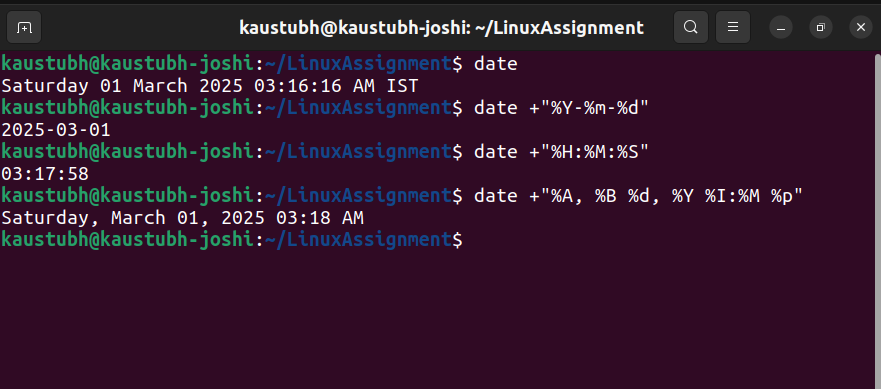 kaustubh@kaustubh-joshi: ~/LinuxAssignment
kaustubh@kaustubh-joshi:~/LinuxAssignment$ date
Saturday 01 March 2025 03:16:16 AM IST
kaustubh@kaustubh-joshi:~/LinuxAssignment$ date +"%Y-%m-%d"
2025-03-01
kaustubh@kaustubh-joshi:~/LinuxAssignment$ date +"%H:%M:%S"
03:17:58
kaustubh@kaustubh-joshi:~/LinuxAssignment$ date +"%A, %B %d, %Y %I:%M %p"
Saturday, March 01, 2025 03:18 AM
kaustubh@kaustubh-joshi:~/LinuxAssignment$